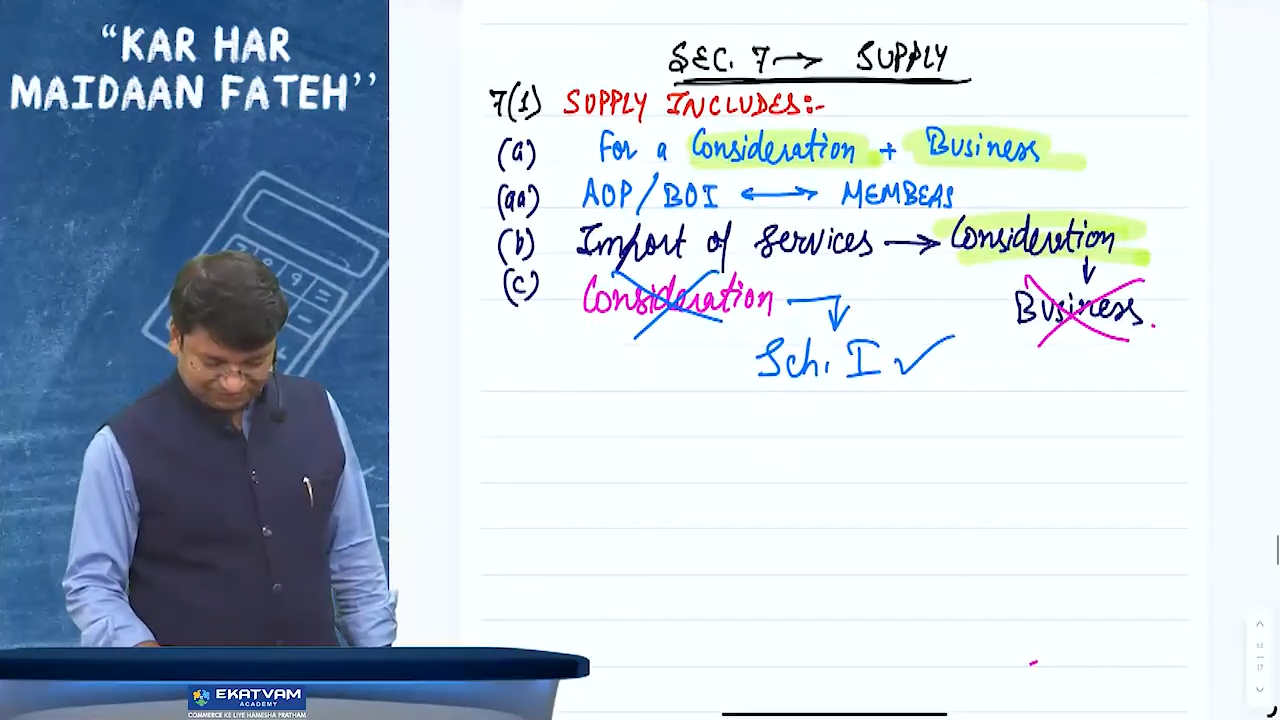 “KAR HAR
MAIDAAN FATEH’’
SEC. 7 → SUPPLY
7(1) SUPPLY INCLUDES:-
(a) For a Consideration + Business
(aa) AOP/BOI ⟷ MEMBERS
(b) Import of Services → Consideration
↓
Business.
(c) Consideration
Sch. I ✓
EKATVAM
ACADEMY
COMMERCE KE LIYE HAMESHA PRATHAM